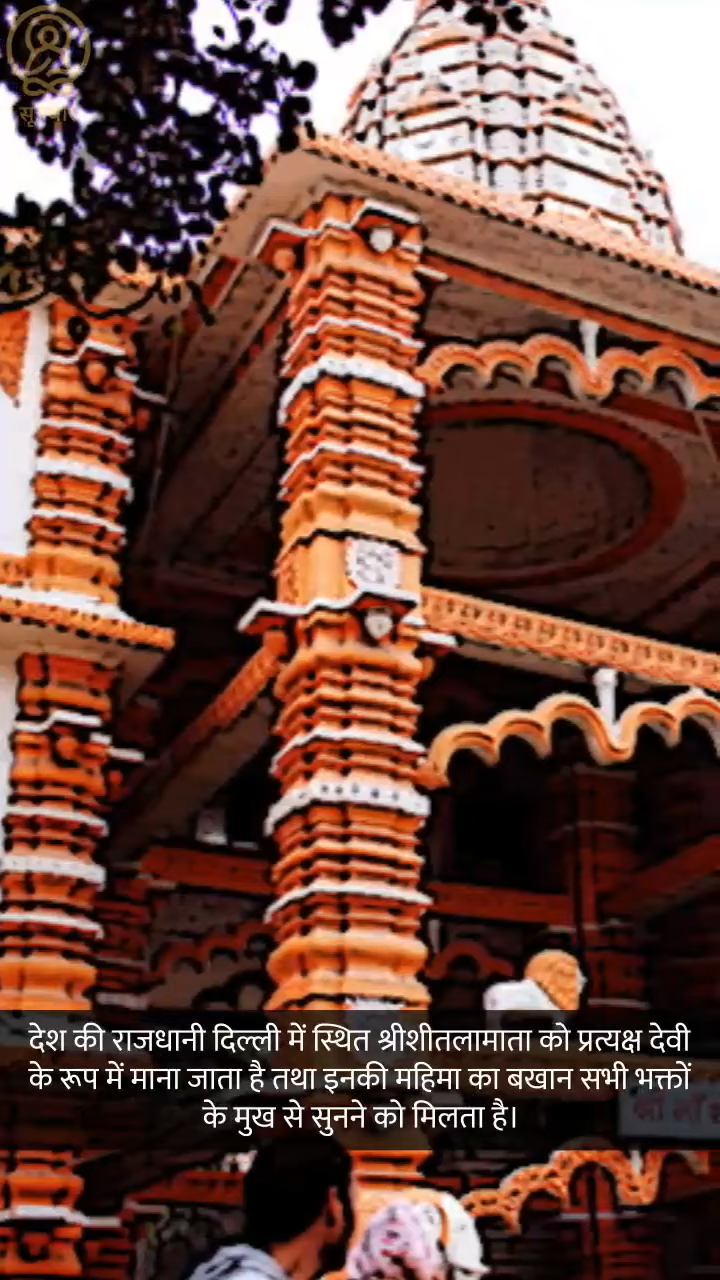 देश की राजधानी दिल्ली में स्थित श्रीशीतलामाता को प्रत्यक्ष देवी
के रूप में माना जाता है तथा इनकी महिमा का बखान सभी भक्तों
के मुख से सुनने को मिलता है।